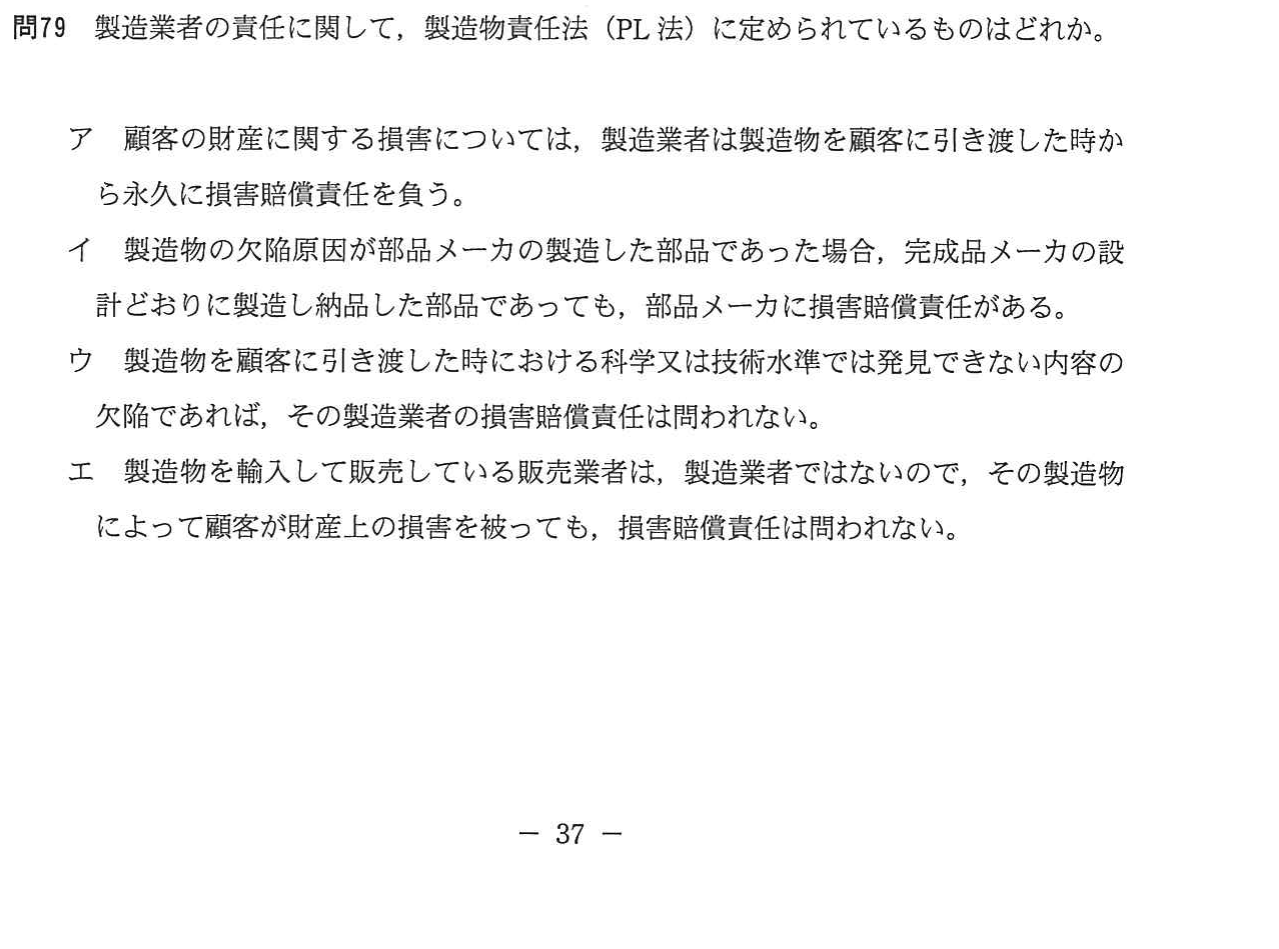 問79 製造業者の責任に関して，製造物責任法（PL 法）に定められているものはどれか。
ア 顧客の財産に関する損害については，製造業者は製造物を顧客に引き渡した時か
ら永久に損害賠償責任を負う。
イ 製造物の欠陥原因が部品メーカの製造した部品であった場合，完成品メーカの設
計どおりに製造し納品した部品であっても，部品メーカに損害賠償責任がある。
ウ 製造物を顧客に引き渡した時における科学又は技術水準では発見できない内容の
欠陥であれば，その製造業者の損害賠償責任は問われない。
エ 製造物を輸入して販売している販売業者は，製造業者ではないので，その製造物
によって顧客が財産上の損害を被っても，損害賠償責任は問われない。
－ 37 －